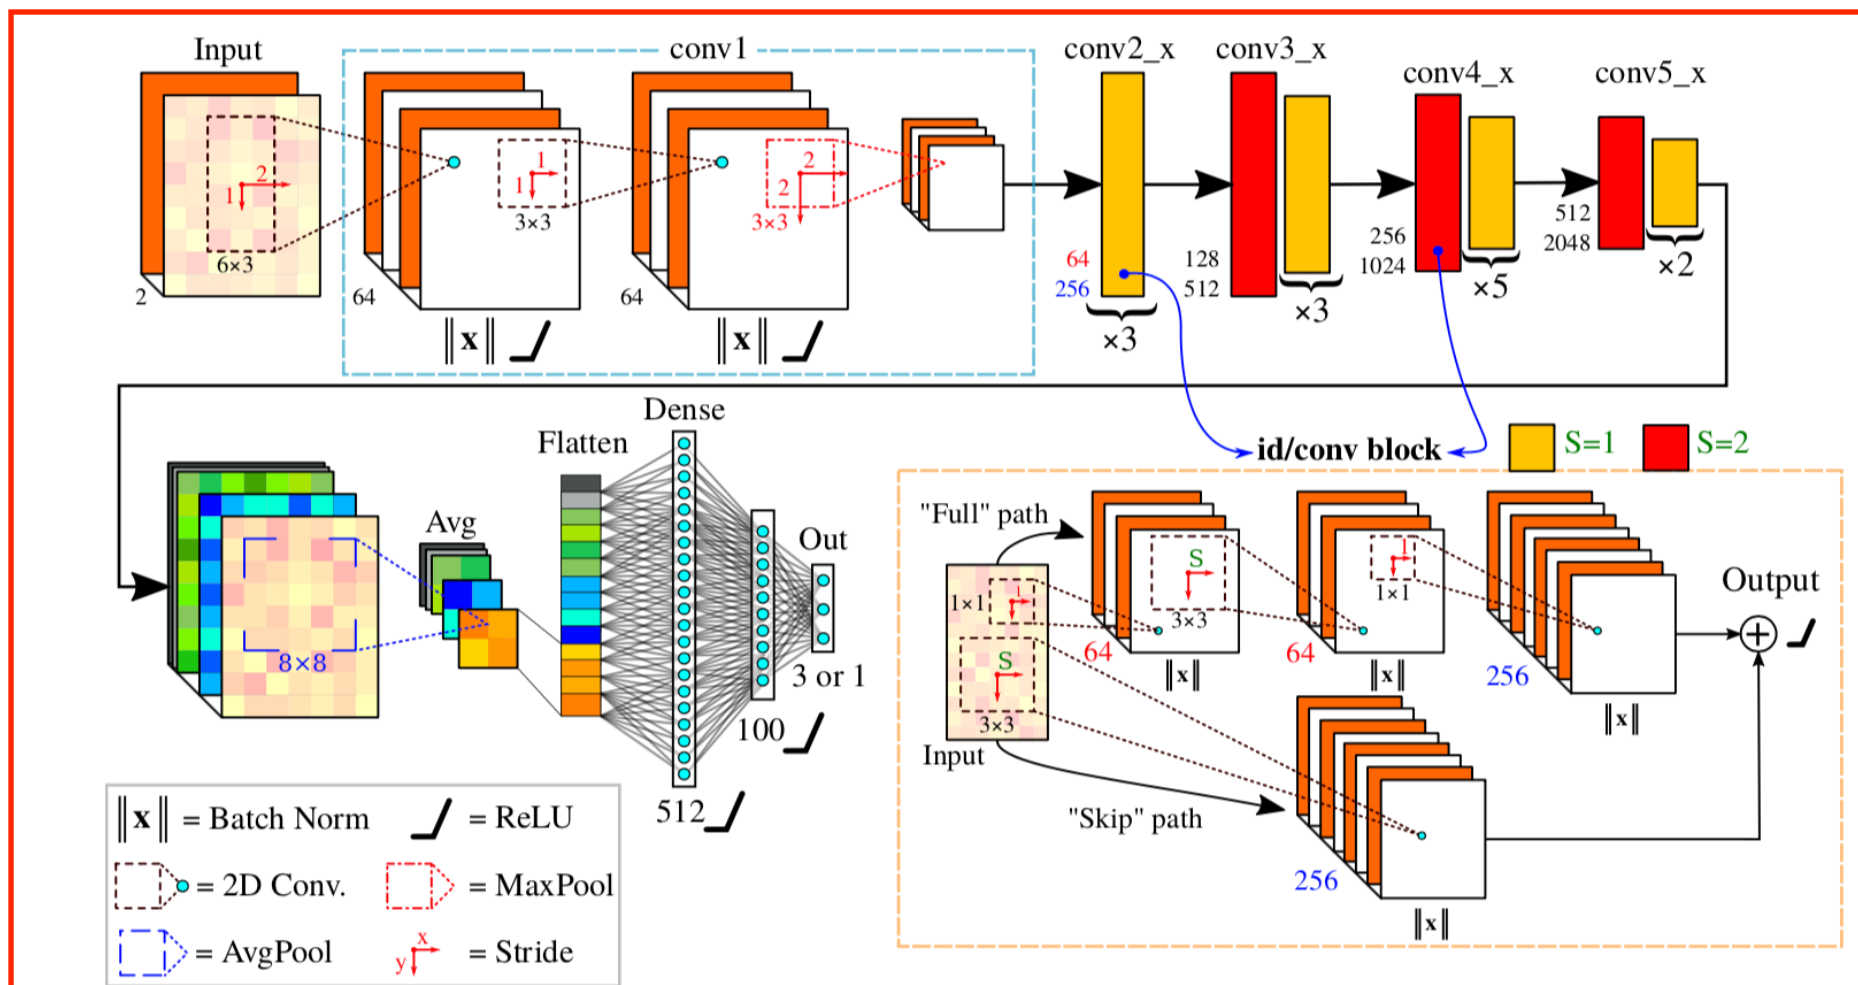 Input
conv1
conv2_x
conv3_x
conv4_x
conv5_x
2
1
6×3
2
1
1
3×3
64
2
2
3×3
64
‖x‖
‖x‖
64
256
×3
128
512
×3
256
1024
×5
512
2048
×2
id/conv block
S=1
S=2
8×8
Avg
Flatten
Dense
512
100
Out
3 or 1
"Full" path
1×1
1
S
3×3
Input
"Skip" path
S
3×3
64
‖x‖
1
1×1
64
‖x‖
256
‖x‖
256
‖x‖
Output
+
‖x‖ = Batch Norm
= ReLU
= 2D Conv.
= MaxPool
= AvgPool
x
y
= Stride